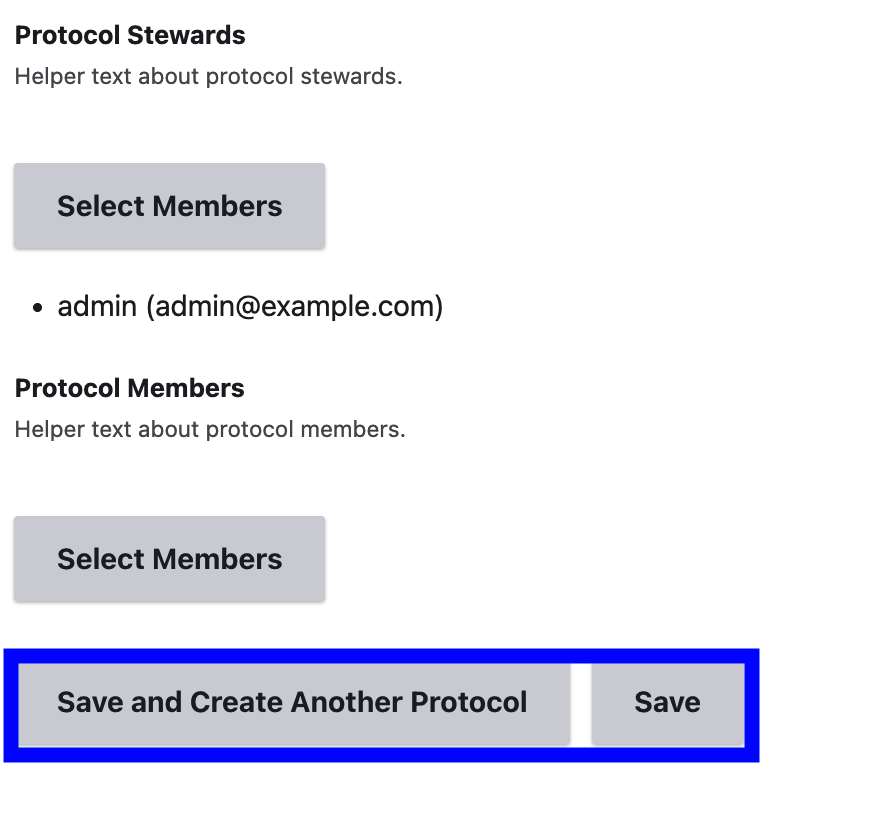 Protocol Stewards
Helper text about protocol stewards.
Select Members
• admin (admin@example.com)
Protocol Members
Helper text about protocol members.
Select Members
Save and Create Another Protocol Save